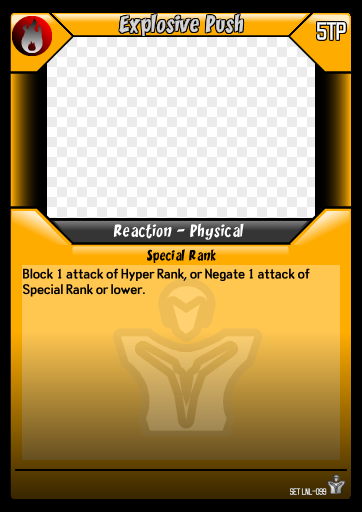 Explosive Push
5TP
Reaction - Physical
Special Rank
Block 1 attack of Hyper Rank, or Negate 1 attack of
Special Rank or lower.
SET LNL-099